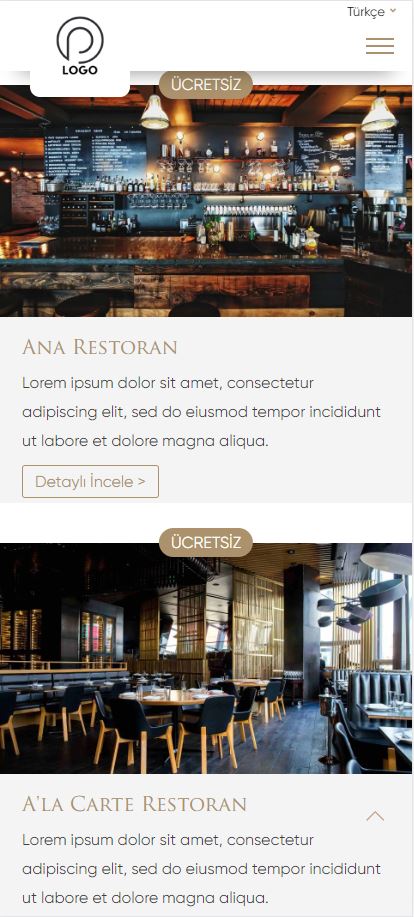 Türkçe
LOGO
ÜCRETSİZ
ANA RESTORAN
Lorem ipsum dolor sit amet, consectetur
adipiscing elit, sed do eiusmod tempor incididunt
ut labore et dolore magna aliqua.
Detaylı İncele >
ÜCRETSİZ
A'LA CARTE RESTORAN
Lorem ipsum dolor sit amet, consectetur
adipiscing elit, sed do eiusmod tempor incididunt
ut labore et dolore magna aliqua.